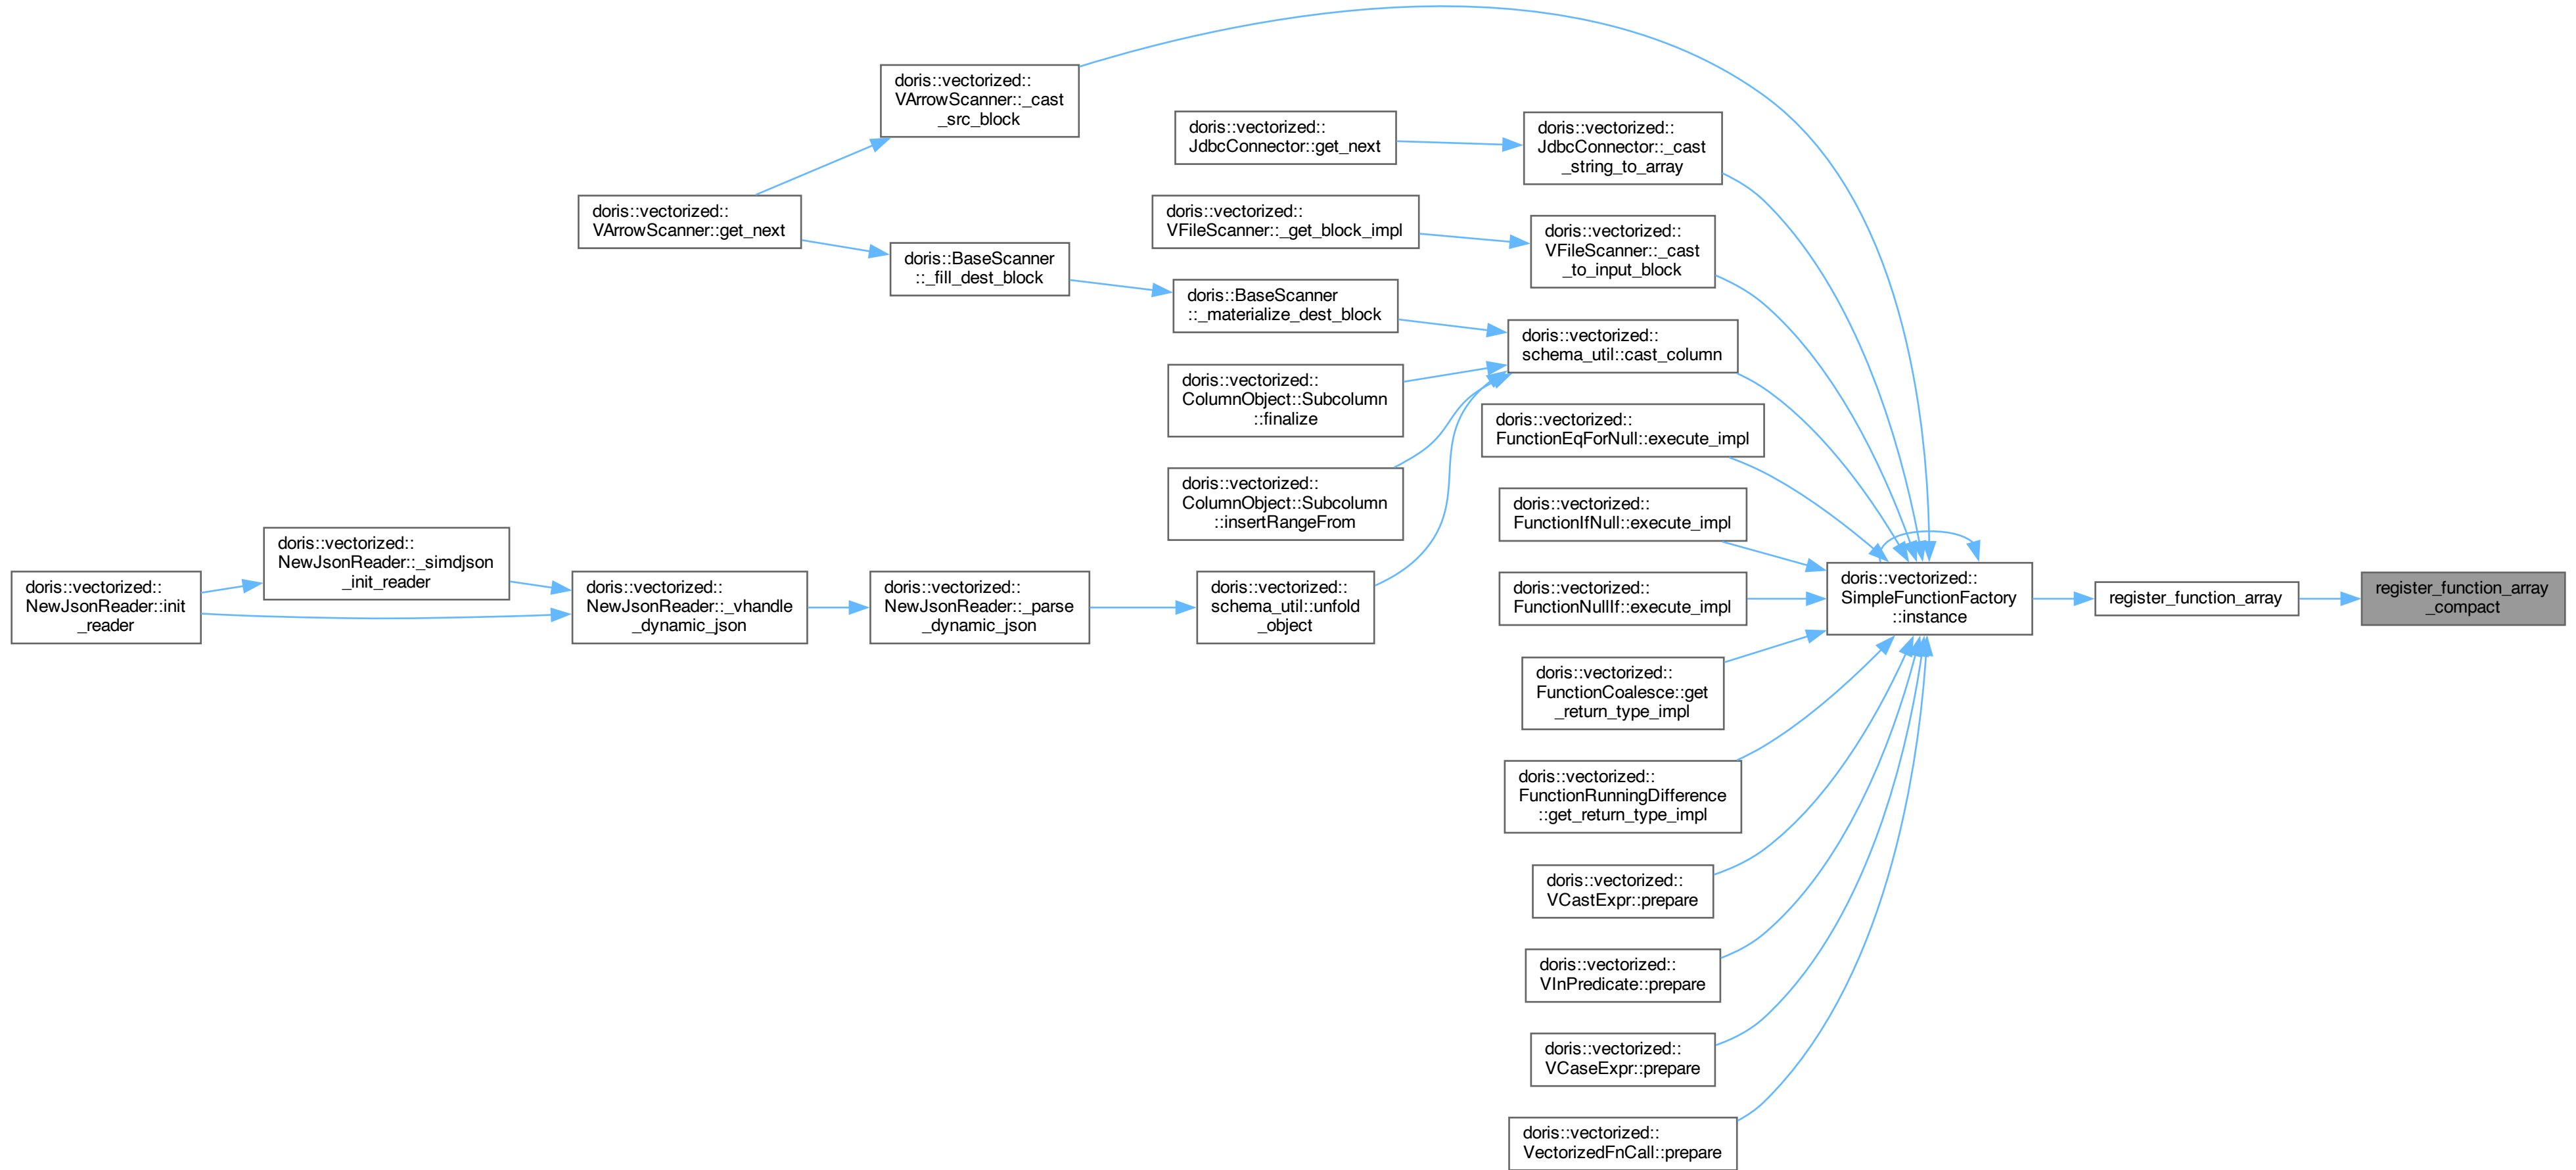 doris::vectorized::
VArrowScanner::_cast
_src_block
doris::vectorized::
JdbcConnector::get_next
doris::vectorized::
JdbcConnector::_cast
_string_to_array
doris::vectorized::
VArrowScanner::get_next
doris::vectorized::
VFileScanner::_get_block_impl
doris::vectorized::
VFileScanner::_cast
_to_input_block
doris::BaseScanner
::_fill_dest_block
doris::BaseScanner
::_materialize_dest_block
doris::vectorized::
schema_util::cast_column
doris::vectorized::
ColumnObject::Subcolumn
::finalize
doris::vectorized::
FunctionEqForNull::execute_impl
doris::vectorized::
ColumnObject::Subcolumn
::insertRangeFrom
doris::vectorized::
FunctionIfNull::execute_impl
doris::vectorized::
NewJsonReader::init
_reader
doris::vectorized::
NewJsonReader::_simdjson
_init_reader
doris::vectorized::
NewJsonReader::_vhandle
_dynamic_json
doris::vectorized::
NewJsonReader::_parse
_dynamic_json
doris::vectorized::
schema_util::unfold
_object
doris::vectorized::
FunctionNullIf::execute_impl
doris::vectorized::
SimpleFunctionFactory
::instance
register_function_array
register_function_array
_compact
doris::vectorized::
FunctionCoalesce::get
_return_type_impl
doris::vectorized::
FunctionRunningDifference
::get_return_type_impl
doris::vectorized::
VCastExpr::prepare
doris::vectorized::
VInPredicate::prepare
doris::vectorized::
VCaseExpr::prepare
doris::vectorized::
VectorizedFnCall::prepare